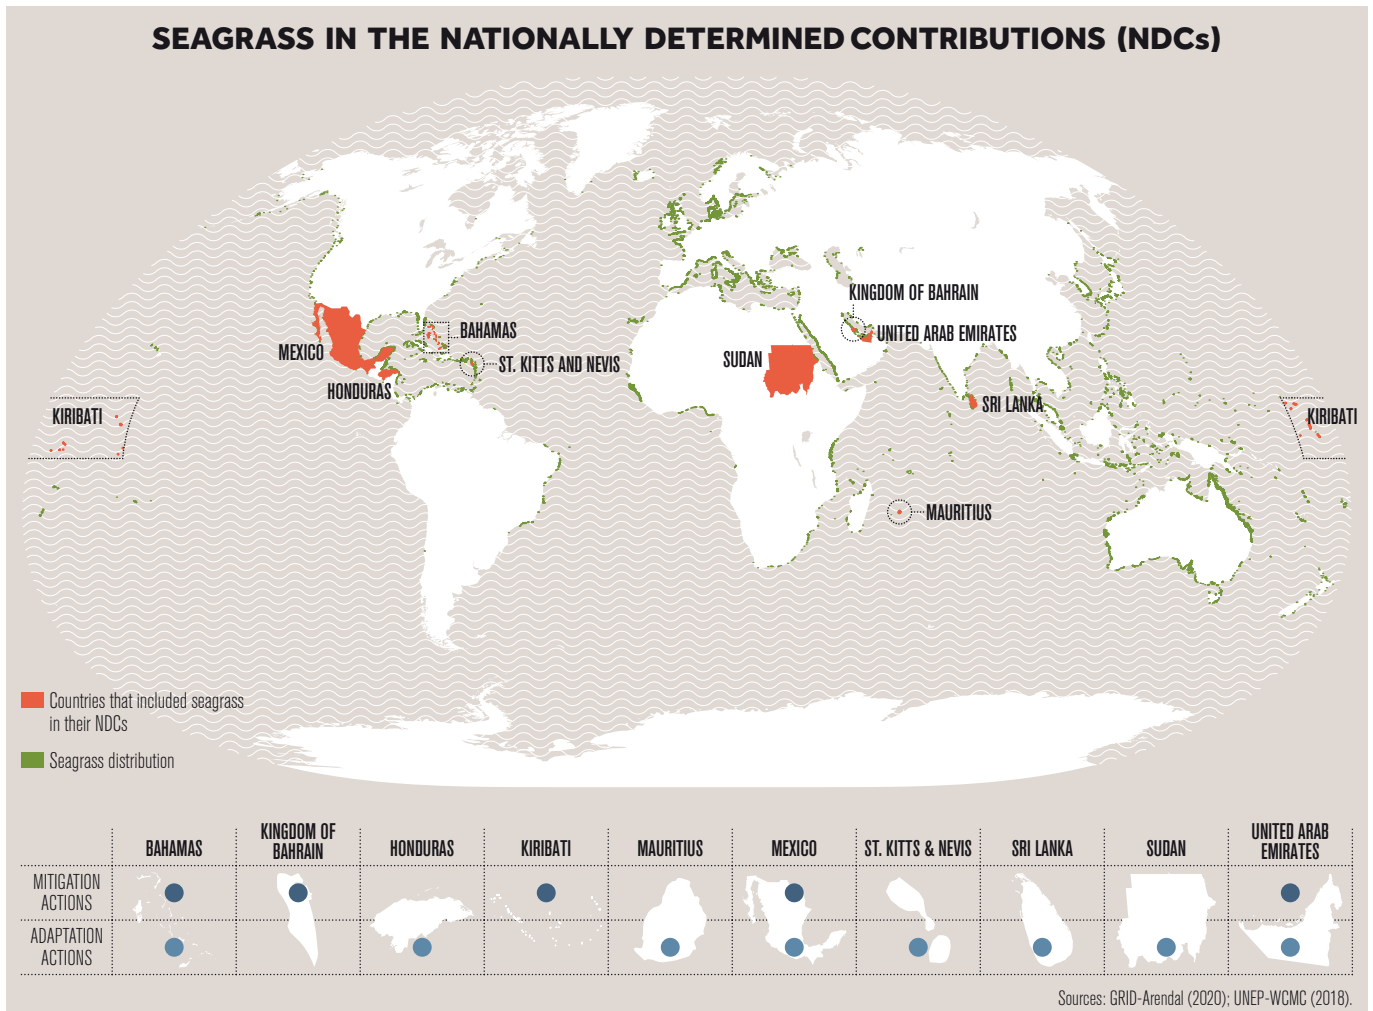 SEAGRASS IN THE NATIONALLY DETERMINED CONTRIBUTIONS (NDCs)
KINGDOM OF BAHRAIN
BAHAMAS
UNITED ARAB EMIRATES
MEXICO
ST. KITTS AND NEVIS
SUDAN
HONDURAS
SRI LANKA
KIRIBATI
KIRIBATI
MAURITIUS
Countries that included seagrass
in their NDCs
Seagrass distribution
BAHAMAS
KINGDOM OF
BAHRAIN
HONDURAS
KIRIBATI
MAURITIUS
MEXICO
ST. KITTS & NEVIS
SRI LANKA
SUDAN
UNITED ARAB
EMIRATES
MITIGATION
ACTIONS
ADAPTATION
ACTIONS
Sources: GRID-Arendal (2020); UNEP-WCMC (2018).